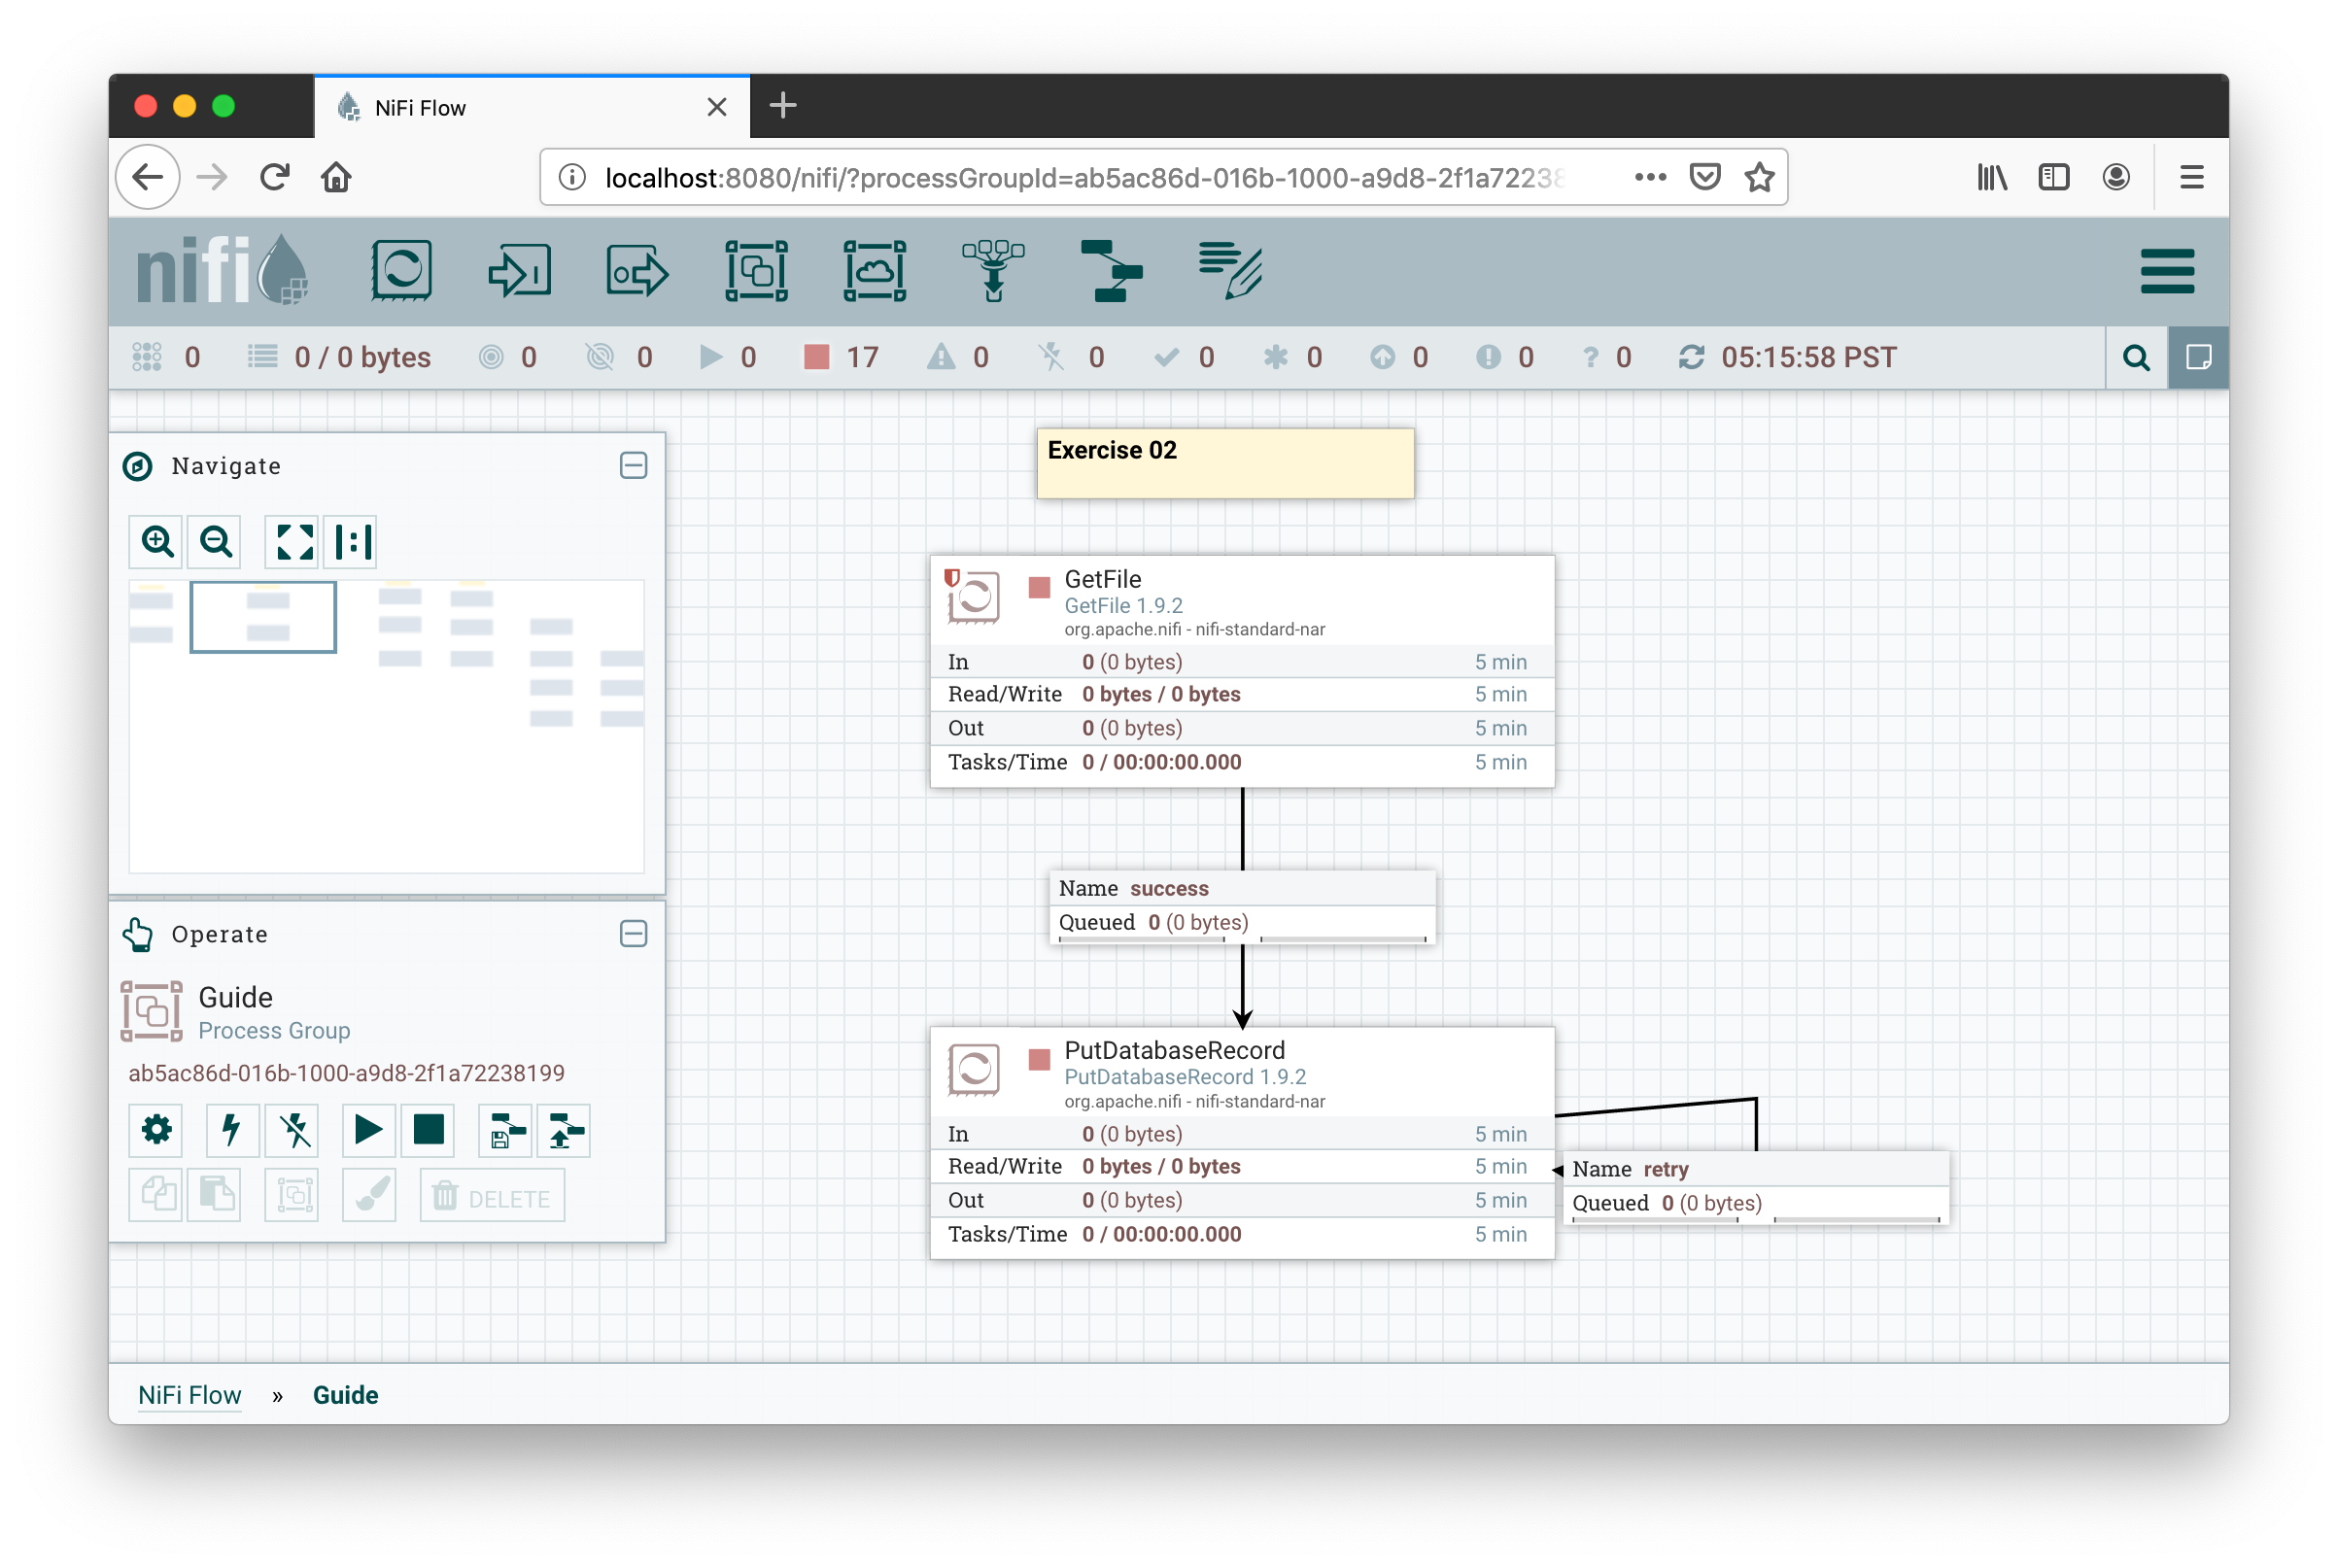 NiFi Flow
localhost:8080/nifi/?processGroupId=ab5ac86d-016b-1000-a9d8-2f1a72238
nifi
0 0 / 0 bytes 0 0 0 17 0 0 0 0 0 0 ? 0 05:15:58 PST
Navigate
Operate
Guide
Process Group
ab5ac86d-016b-1000-a9d8-2f1a72238199
DELETE
Exercise 02
GetFile
GetFile 1.9.2
org.apache.nifi - nifi-standard-nar
In 0 (0 bytes) 5 min
Read/Write 0 bytes / 0 bytes 5 min
Out 0 (0 bytes) 5 min
Tasks/Time 0 / 00:00:00.000 5 min
Name success
Queued 0 (0 bytes)
PutDatabaseRecord
PutDatabaseRecord 1.9.2
org.apache.nifi - nifi-standard-nar
In 0 (0 bytes) 5 min
Read/Write 0 bytes / 0 bytes 5 min
Out 0 (0 bytes) 5 min
Tasks/Time 0 / 00:00:00.000 5 min
Name retry
Queued 0 (0 bytes)
NiFi Flow » Guide